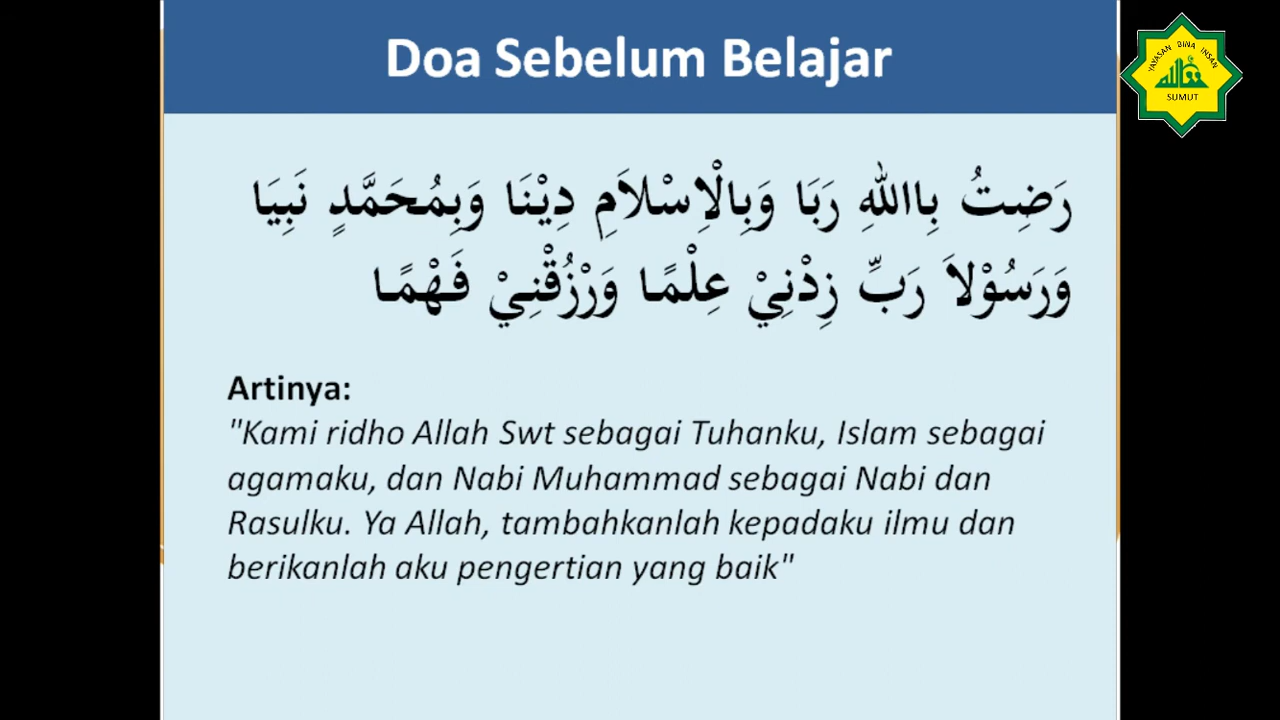 Doa Sebelum Belajar
YAYASAN BINA INSAN
SUMUT
رَضِتُ بِااللهِ رَبَا وَبِالْاِسْلاَمِ دِيْنَا وَبِمُحَمَّدٍ نَبِيَا
وَرَسُوْلاَ رَبِّ زِدْنِيْ عِلْمًا وَرْزُقْنِيْ فَهْمًا
Artinya:
"Kami ridho Allah Swt sebagai Tuhanku, Islam sebagai
agamaku, dan Nabi Muhammad sebagai Nabi dan
Rasulku. Ya Allah, tambahkanlah kepadaku ilmu dan
berikanlah aku pengertian yang baik"